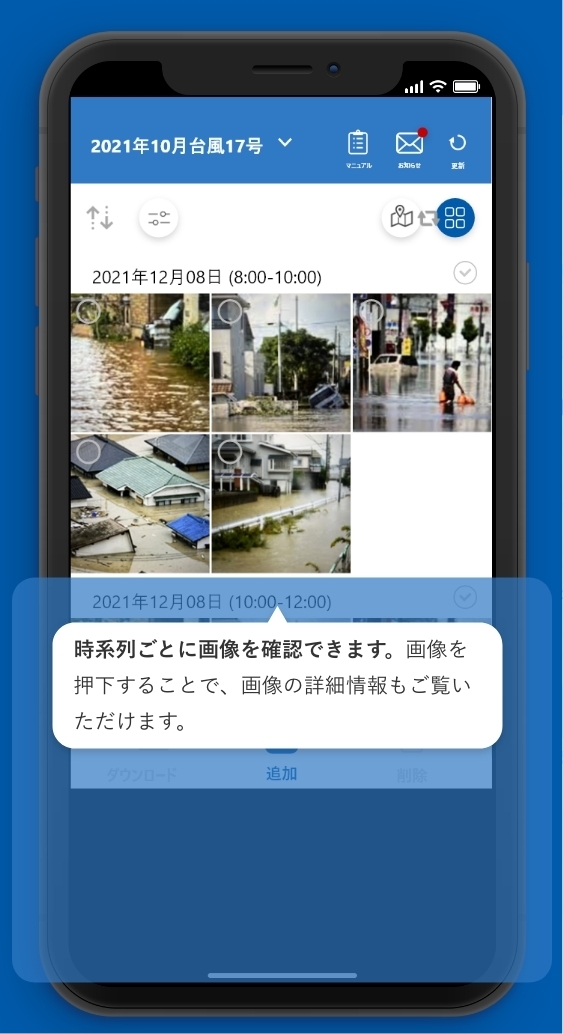 2021年10月台風17号
マニュアル
お知らせ
更新
2021年12月08日 (8:00-10:00)
2021年12月08日 (10:00-12:00)
時系列ごとに画像を確認できます。画像を
押下することで、画像の詳細情報もご覧い
ただけます。
ダウンロード
追加
削除